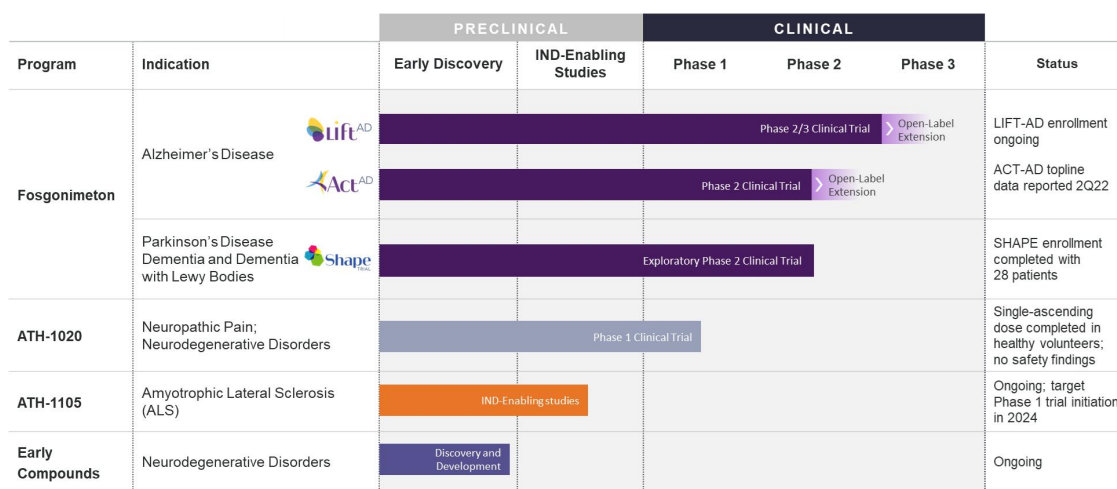 PRECLINICAL CLINICAL
Program Indication Early Discovery IND-Enabling Studies Phase 1 Phase 2 Phase 3 Status
Fosgonimeton
Alzheimer's Disease
Lift AD
Phase 2/3 Clinical Trial
Open-Label
Extension
LIFT-AD enrollment
ongoing
Act AD
Phase 2 Clinical Trial
Open-Label
Extension
ACT-AD topline
data reported 2Q22
Parkinson's Disease
Dementia and Dementia
with Lewy Bodies
Shape
TRIAL
Exploratory Phase 2 Clinical Trial
SHAPE enrollment
completed with
28 patients
ATH-1020
Neuropathic Pain;
Neurodegenerative Disorders
Phase 1 Clinical Trial
Single-ascending
dose completed in
healthy volunteers;
no safety findings
ATH-1105
Amyotrophic Lateral Sclerosis
(ALS)
IND-Enabling studies
Ongoing; target
Phase 1 trial initiation
in 2024
Early
Compounds
Neurodegenerative Disorders
Discovery and
Development
Ongoing